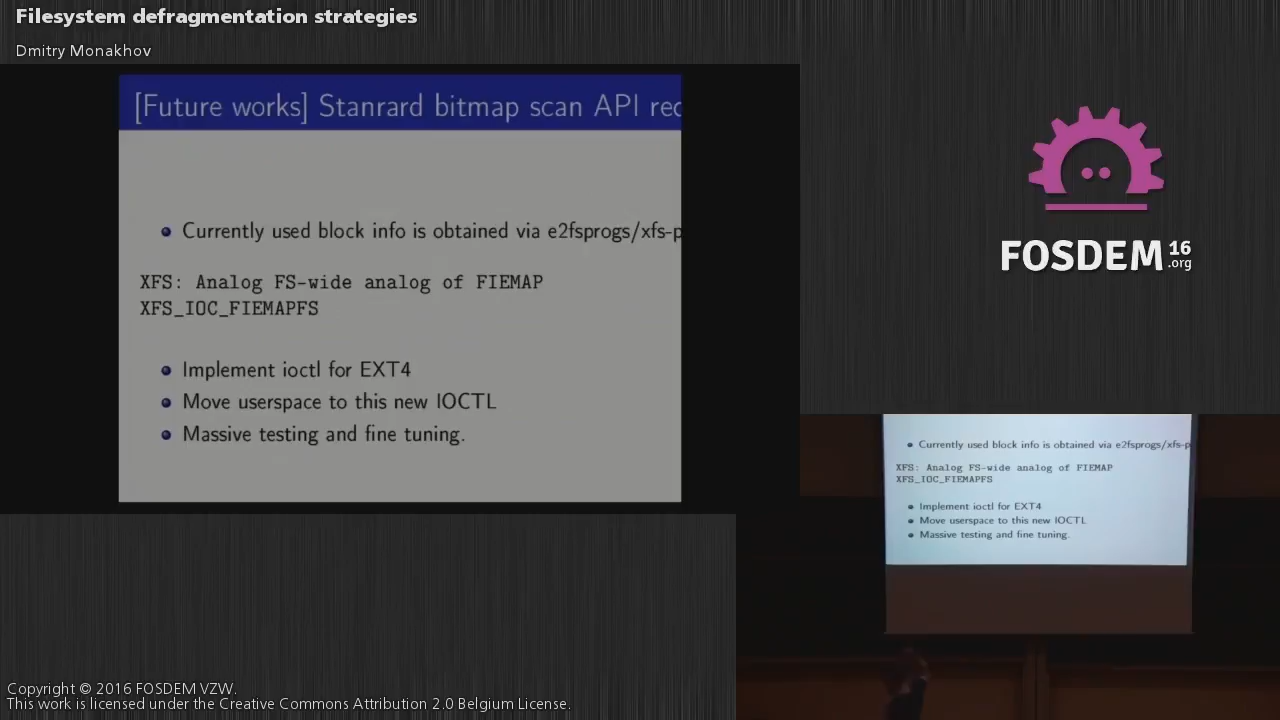 Filesystem defragmentation strategies
Dmitry Monakhov
[Future works] Stanrard bitmap scan API
Currently used block info is obtained via e2fsprogs/xfs-p
XFS: Analog FS-wide analog of FIEMAP
XFS_IOC_FIEMAPFS
Implement ioctl for EXT4
Move userspace to this new IOCTL
Massive testing and fine tuning.
FOSDEM 16
.org
Currently used block info is obtained via e2fsprogs/xfs-p
XFS: Analog FS-wide analog of FIEMAP
XFS_IOC_FIEMAPFS
Implement ioctl for EXT4
Move userspace to this new IOCTL
Massive testing and fine tuning.
Copyright © 2016 FOSDEM VZW.
This work is licensed under the Creative Commons Attribution 2.0 Belgium License.